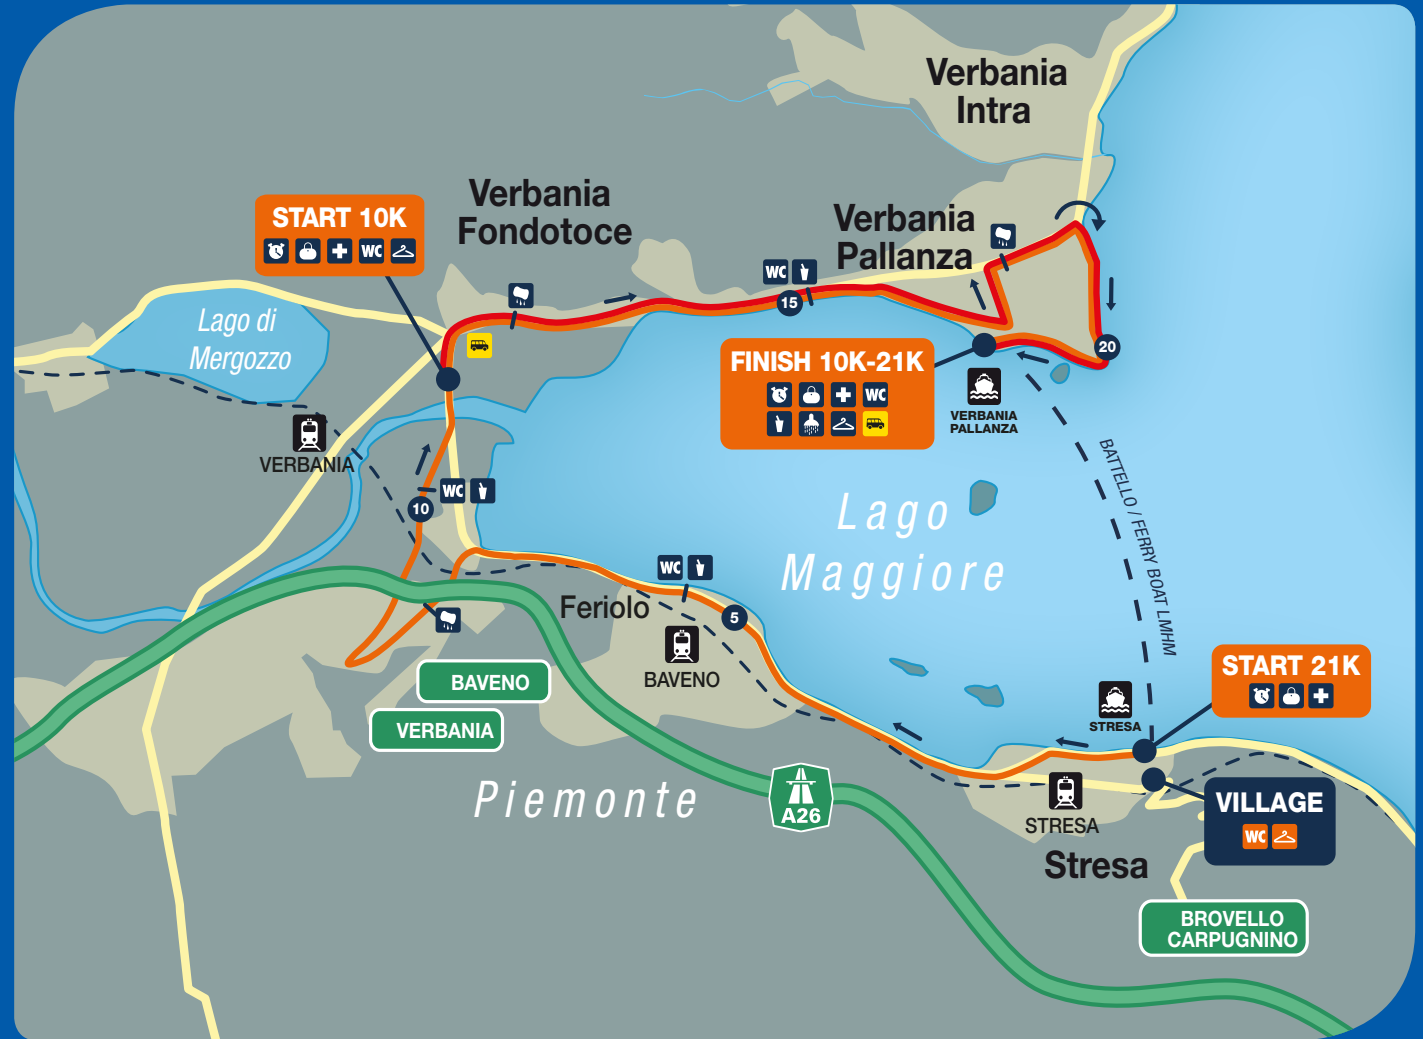 Verbania
Intra
Verbania
Fondotoce
START 10K
WC
Verbania
Pallanza
WC
15
Lago di
Mergozzo
20
FINISH 10K-21K
WC
VERBANIA
PALLANZA
VERBANIA
BATTELLO / FERRY BOAT LMHM
10
WC
Lago
Maggiore
WC
5
Feriolo
BAVENO
BAVENO
VERBANIA
START 21K
STRESA
Piemonte
A26
STRESA
VILLAGE
WC
Stresa
BROVELLO
CARPUGNINO